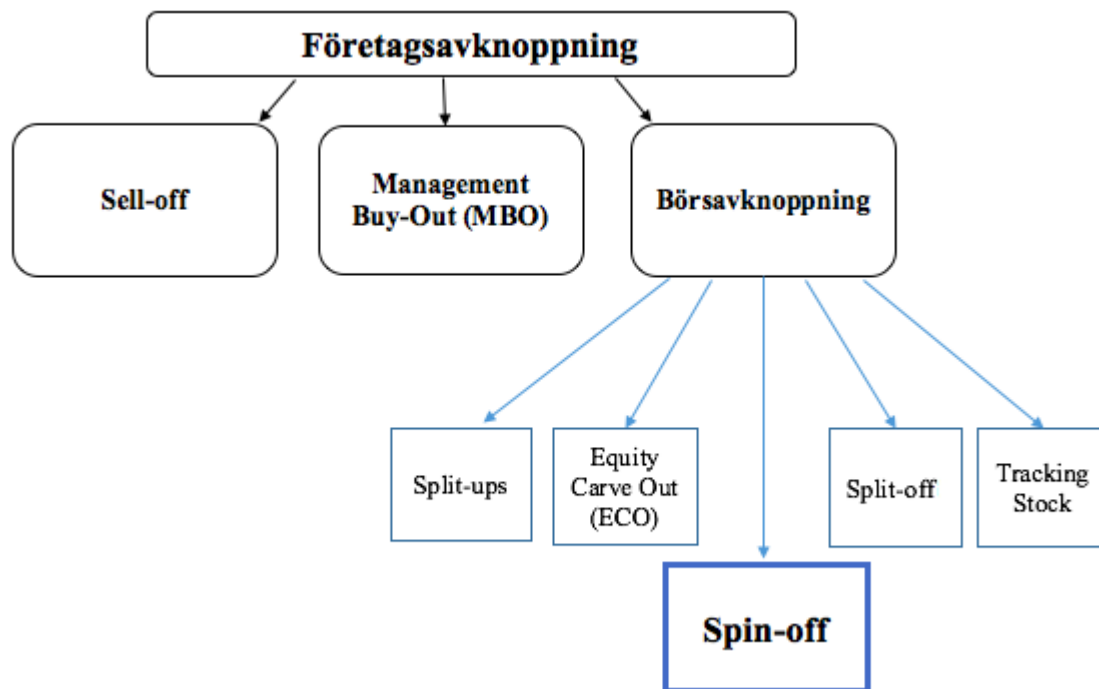 Företagsavknoppning
Sell-off
Management
Buy-Out (MBO)
Börsavknoppning
Split-ups
Equity
Carve Out
(ECO)
Split-off
Tracking
Stock
Spin-off